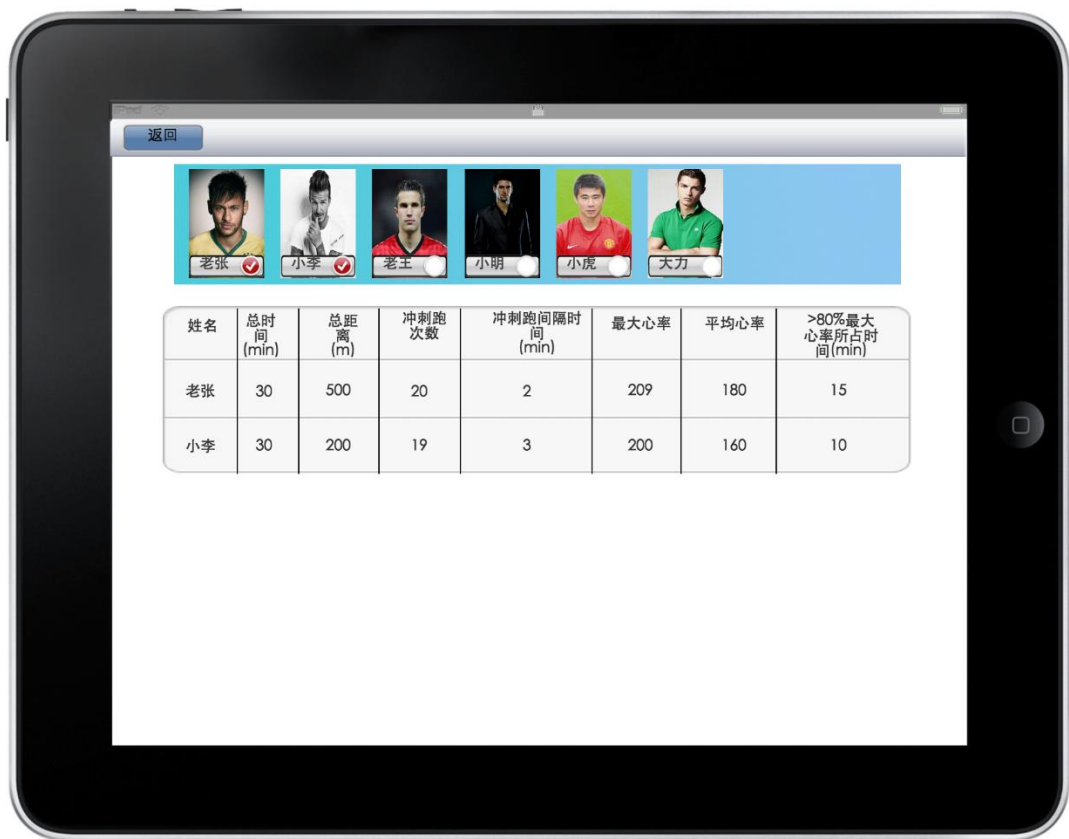 iPad
返回
老张 小李 老王 小明 小虎 大力
姓名 总时间(min) 总距离(m) 冲刺跑次数 冲刺跑间隔时间(min) 最大心率 平均心率 >80%最大心率所占时间(min)
老张 30 500 20 2 209 180 15
小李 30 200 19 3 200 160 10